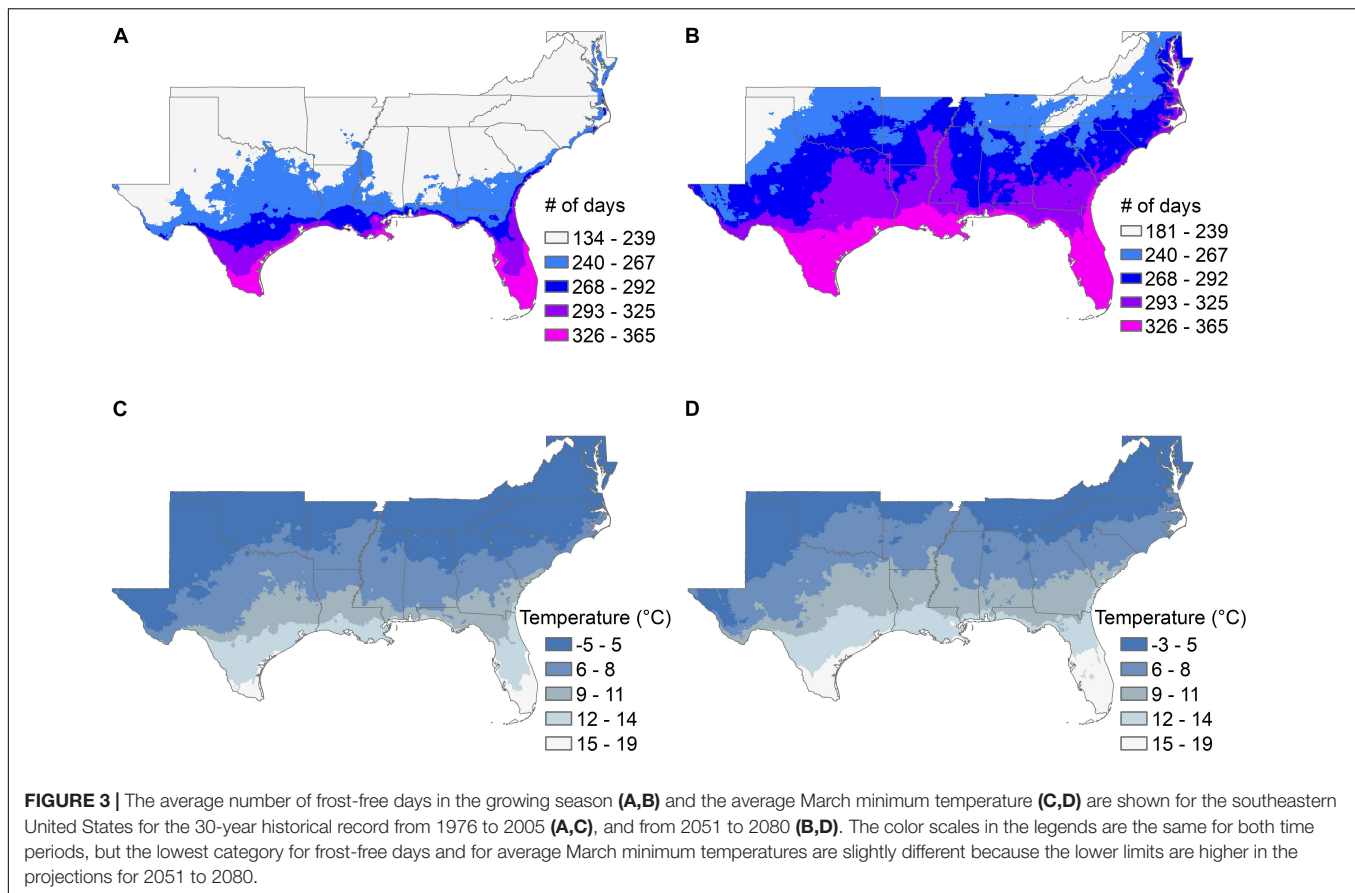 A
# of days
134 - 239
240 - 267
268 - 292
293 - 325
326 - 365
B
# of days
181 - 239
240 - 267
268 - 292
293 - 325
326 - 365
C
Temperature (°C)
-5 - 5
6 - 8
9 - 11
12 - 14
15 - 19
D
Temperature (°C)
-3 - 5
6 - 8
9 - 11
12 - 14
15 - 19
FIGURE 3 | The average number of frost-free days in the growing season (A,B) and the average March minimum temperature (C,D) are shown for the southeastern
United States for the 30-year historical record from 1976 to 2005 (A,C), and from 2051 to 2080 (B,D). The color scales in the legends are the same for both time
periods, but the lowest category for frost-free days and for average March minimum temperatures are slightly different because the lower limits are higher in the
projections for 2051 to 2080.